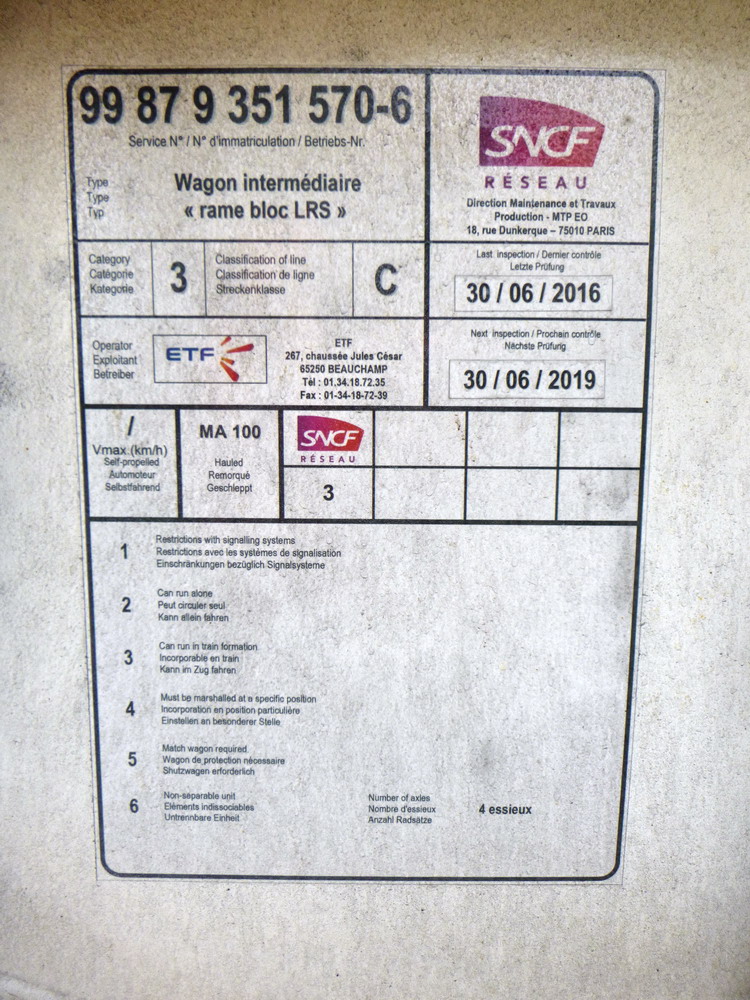 99 87 9 351 570-6
Service N° / N° d'immatriculation / Betriebs-Nr.
Type
Type
Typ
Wagon intermédiaire
« rame bloc LRS »
SNCF
RÉSEAU
Direction Maintenance et Travaux
Production - MTP EO
18, rue Dunkerque – 75010 PARIS
Category
Catégorie
Kategorie
3
Classification of line
Classification de ligne
Streckenklasse
C
Last inspection / Dernier contrôle
Letzte Prüfung
30 / 06 / 2016
Operator
Exploitant
Betreiber
ETF
ETF
267, chaussée Jules César
65250 BEAUCHAMP
Tél : 01.34.18.72.35
Fax : 01-34-18-72-39
Next inspection / Prochain contrôle
Nächste Prüfung
30 / 06 / 2019
/
Vmax.(km/h)
Self-propelled
Automoteur
Selbstfahrend
MA 100
Hauled
Remorqué
Geschleppt
SNCF
RÉSEAU
3
1
Restrictions with signalling systems
Restrictions avec les systèmes de signalisation
Einschränkungen bezüglich Signalsysteme
2
Can run alone
Peut circuler seul
Kann allein fahren
3
Can run in train formation
Incorporable en train
Kann im Zug fahren
4
Must be marshalled at a specific position
Incorporation en position particulière
Einstellen an besonderer Stelle
5
Match wagon required
Wagon de protection nécessaire
Shutzwagen erforderlich
6
Non-separable unit
Eléments indissociables
Untrennbare Einheit
Number of axles
Nombre d'essieux
Anzahl Radsätze
4 essieux